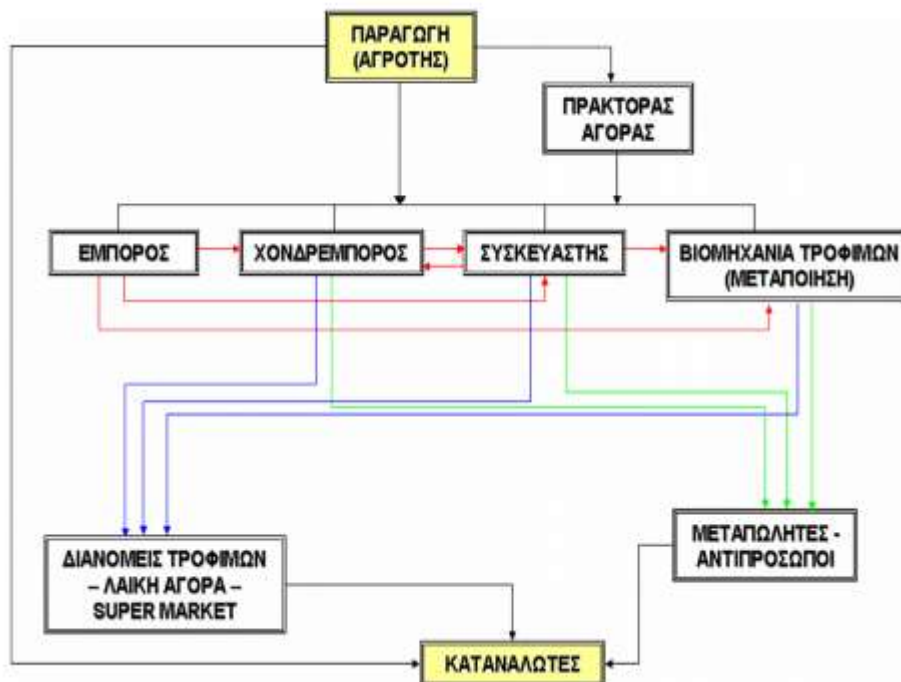 ΠΑΡΑΓΩΓΗ
(ΑΓΡΟΤΗΣ)
ΠΡΑΚΤΟΡΑΣ
ΑΓΟΡΑΣ
ΕΜΠΟΡΟΣ
ΧΟΝΔΡΕΜΠΟΡΟΣ
ΣΥΣΚΕΥΑΣΤΗΣ
ΒΙΟΜΗΧΑΝΙΑ ΤΡΟΦΙΜΩΝ
(ΜΕΤΑΠΟΙΗΣΗ)
ΔΙΑΝΟΜΕΙΣ ΤΡΟΦΙΜΩΝ
– ΛΑΙΚΗ ΑΓΟΡΑ –
SUPER MARKET
ΜΕΤΑΠΩΛΗΤΕΣ -
ΑΝΤΙΠΡΟΣΩΠΟΙ
ΚΑΤΑΝΑΛΩΤΕΣ